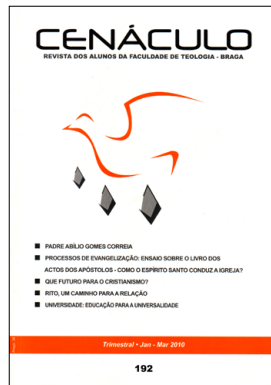 CENÁCULO
REVISTA DOS ALUNOS DA FACULDADE DE TEOLOGIA - BRAGA
■ PADRE ABÍLIO GOMES CORREIA
■ PROCESSOS DE EVANGELIZAÇÃO: ENSAIO SOBRE O LIVRO DOS
ACTOS DOS APÓSTOLOS - COMO O ESPÍRITO SANTO CONDUZ A IGREJA?
■ QUE FUTURO PARA O CRISTIANISMO?
■ RITO, UM CAMINHO PARA A RELAÇÃO
■ UNIVERSIDADE: EDUCAÇÃO PARA A UNIVERSALIDADE
Trimestral • Jan - Mar 2010
192